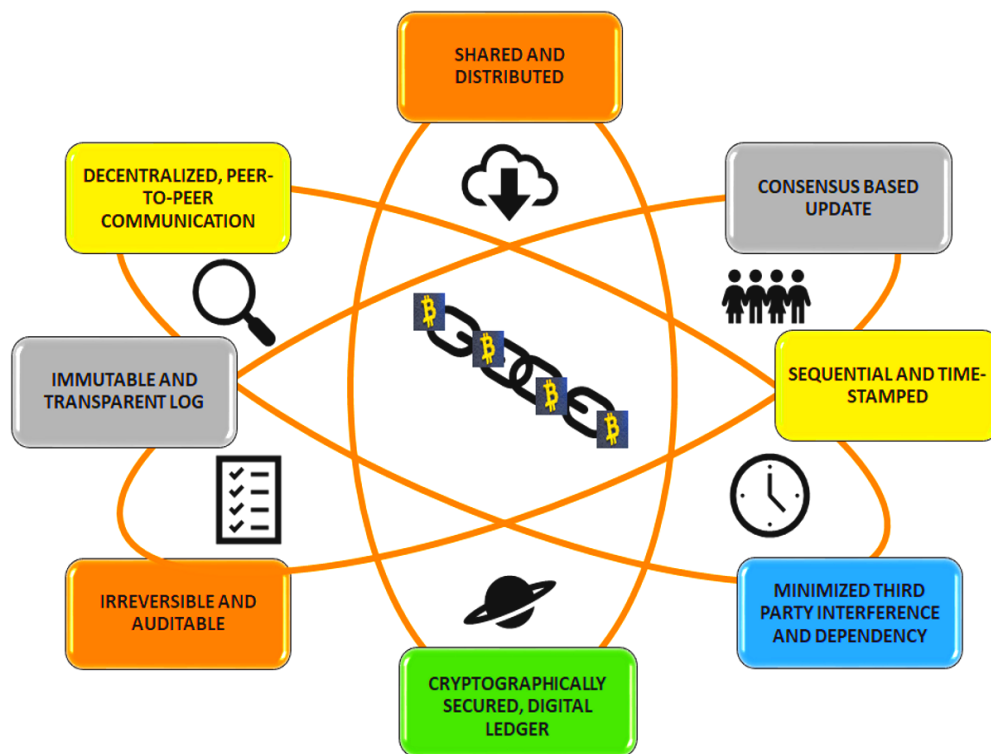 SHARED AND
DISTRIBUTED
DECENTRALIZED, PEER-
TO-PEER
COMMUNICATION
CONSENSUS BASED
UPDATE
IMMUTABLE AND
TRANSPARENT LOG
SEQUENTIAL AND TIME-
STAMPED
IRREVERSIBLE AND
AUDITABLE
MINIMIZED THIRD
PARTY INTERFERENCE
AND DEPENDENCY
CRYPTOGRAPHICALLY
SECURED, DIGITAL
LEDGER